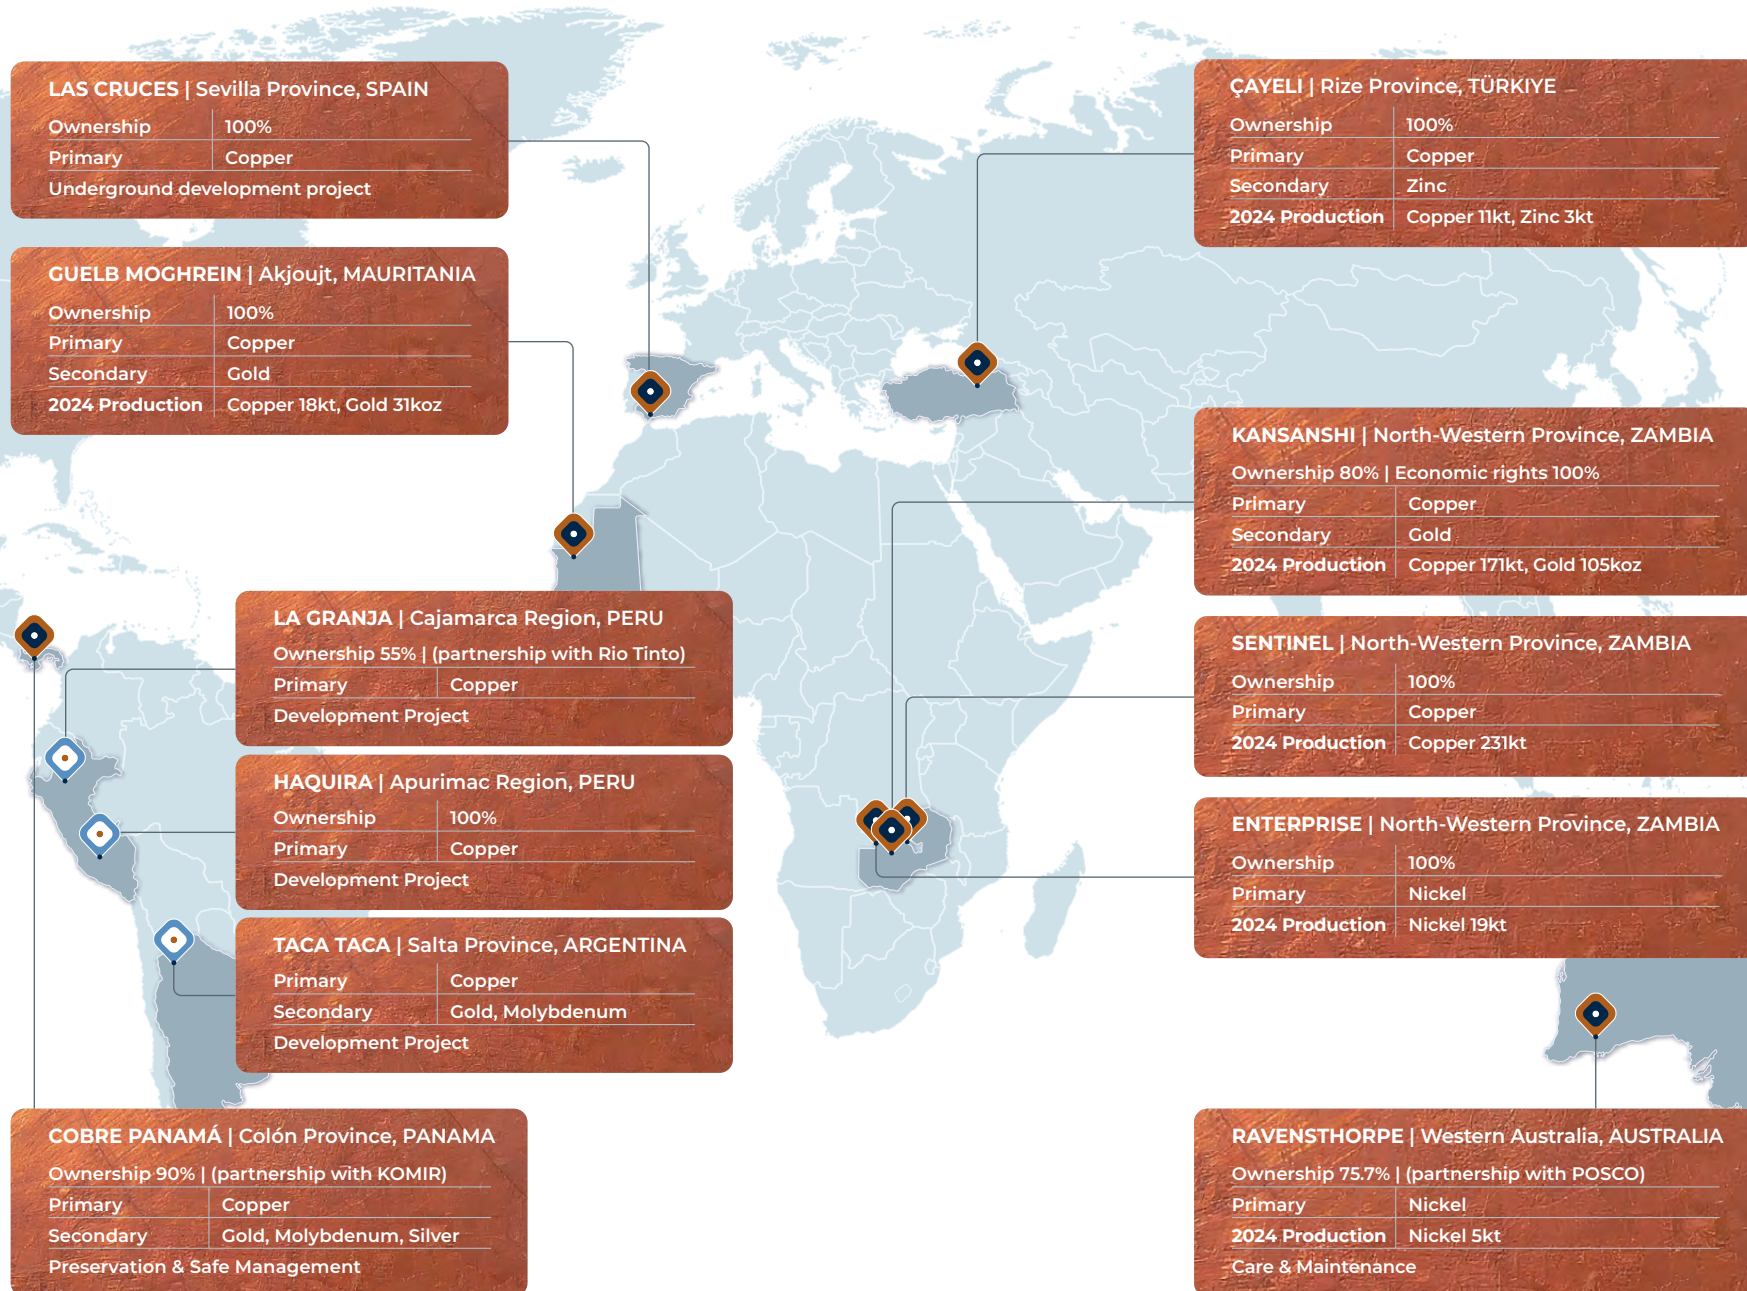 LAS CRUCES | Sevilla Province, SPAIN
Ownership 100%
Primary Copper
Underground development project
GUELB MOGHREIN | Akjoujt, MAURITANIA
Ownership 100%
Primary Copper
Secondary Gold
2024 Production Copper 18kt, Gold 31koz
LA GRANJA | Cajamarca Region, PERU
Ownership 55% | (partnership with Rio Tinto)
Primary Copper
Development Project
HAQUIRA | Apurimac Region, PERU
Ownership 100%
Primary Copper
Development Project
TACA TACA | Salta Province, ARGENTINA
Primary Copper
Secondary Gold, Molybdenum
Development Project
COBRE PANAMÁ | Colón Province, PANAMA
Ownership 90% | (partnership with KOMIR)
Primary Copper
Secondary Gold, Molybdenum, Silver
Preservation & Safe Management
ÇAYELI | Rize Province, TÜRKIYE
Ownership 100%
Primary Copper
Secondary Zinc
2024 Production Copper 11kt, Zinc 3kt
KANSANSHI | North-Western Province, ZAMBIA
Ownership 80% | Economic rights 100%
Primary Copper
Secondary Gold
2024 Production Copper 171kt, Gold 105koz
SENTINEL | North-Western Province, ZAMBIA
Ownership 100%
Primary Copper
2024 Production Copper 231kt
ENTERPRISE | North-Western Province, ZAMBIA
Ownership 100%
Primary Nickel
2024 Production Nickel 19kt
RAVENSTHORPE | Western Australia, AUSTRALIA
Ownership 75.7% | (partnership with POSCO)
Primary Nickel
2024 Production Nickel 5kt
Care & Maintenance